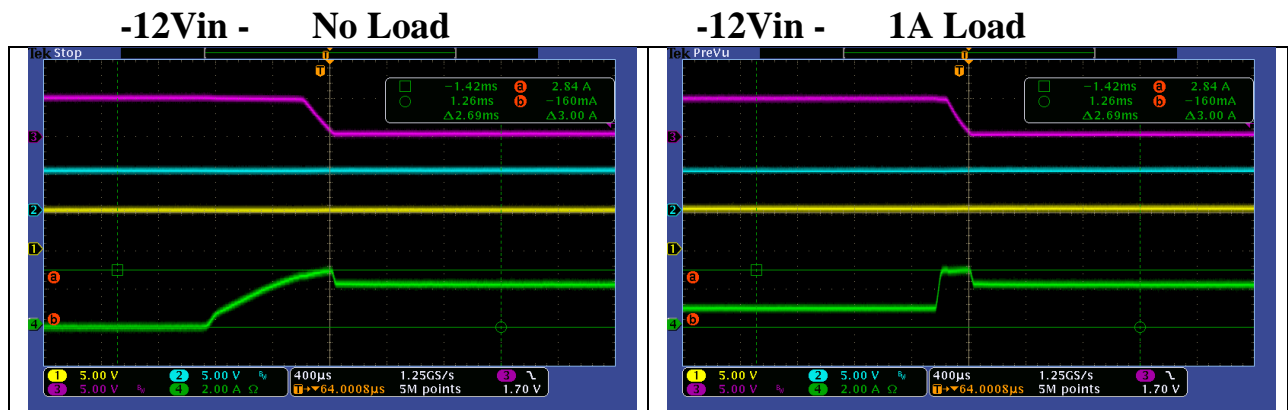 -12Vin - No Load
Tek Stop
T
T
-1.42ms a 2.84 A
1.26ms b -160mA
Δ2.69ms Δ3.00 A
3
2
1
a
b
4
1 5.00 V 2 5.00 V
3 5.00 V 4 2.00 A Ω
400µs 1.25GS/s 3
T→▼64.0008µs 5M points 1.70 V
-12Vin - 1A Load
Tek PreVu
T
T
-1.42ms a 2.84 A
1.26ms b -160mA
Δ2.69ms Δ3.00 A
3
2
1
a
b
4
1 5.00 V 2 5.00 V
3 5.00 V 4 2.00 A Ω
400µs 1.25GS/s 3
T→▼64.0008µs 5M points 1.70 V